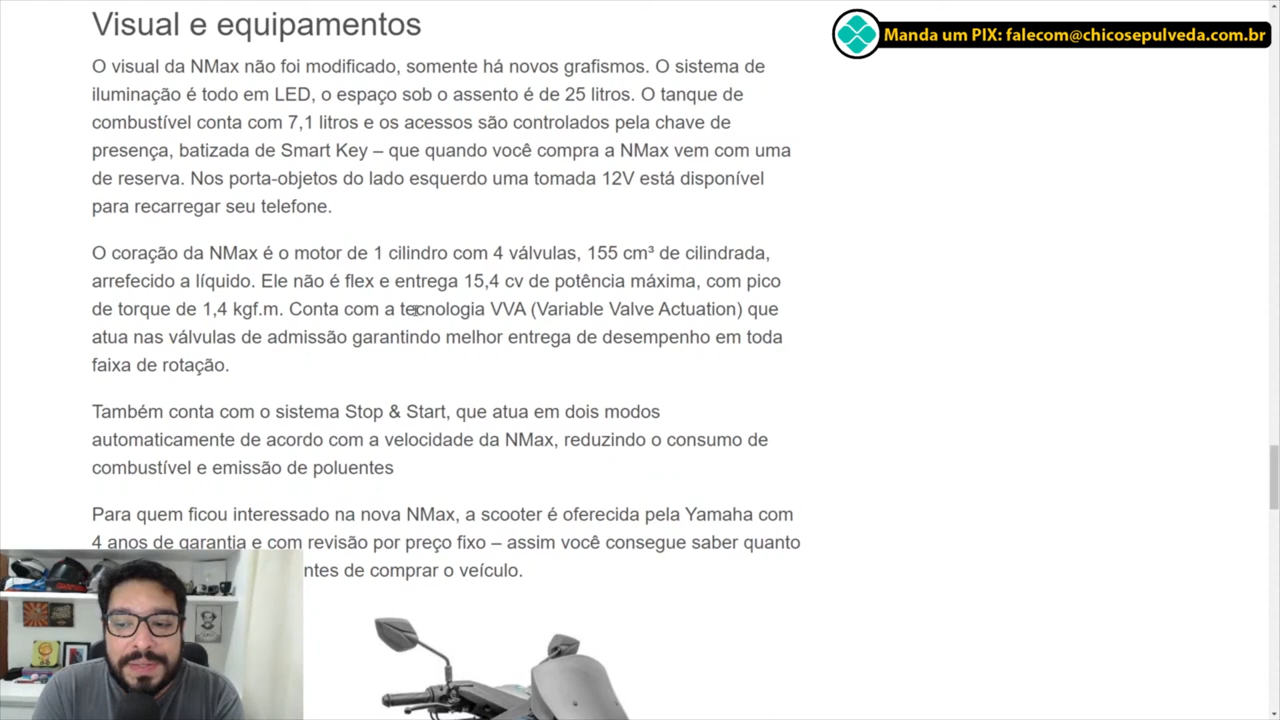 Visual e equipamentos
Manda um PIX: falecom@chicosepulveda.com.br
O visual da NMax não foi modificado, somente há novos grafismos. O sistema de
iluminação é todo em LED, o espaço sob o assento é de 25 litros. O tanque de
combustível conta com 7,1 litros e os acessos são controlados pela chave de
presença, batizada de Smart Key – que quando você compra a NMax vem com uma
de reserva. Nos porta-objetos do lado esquerdo uma tomada 12V está disponível
para recarregar seu telefone.
O coração da NMax é o motor de 1 cilindro com 4 válvulas, 155 cm³ de cilindrada,
arrefecido a líquido. Ele não é flex e entrega 15,4 cv de potência máxima, com pico
de torque de 1,4 kgf.m. Conta com a tecnologia VVA (Variable Valve Actuation) que
atua nas válvulas de admissão garantindo melhor entrega de desempenho em toda
faixa de rotação.
Também conta com o sistema Stop & Start, que atua em dois modos
automaticamente de acordo com a velocidade da NMax, reduzindo o consumo de
combustível e emissão de poluentes
Para quem ficou interessado na nova NMax, a scooter é oferecida pela Yamaha com
4 anos de garantia e com revisão por preço fixo – assim você consegue saber quanto
ntes de comprar o veículo.